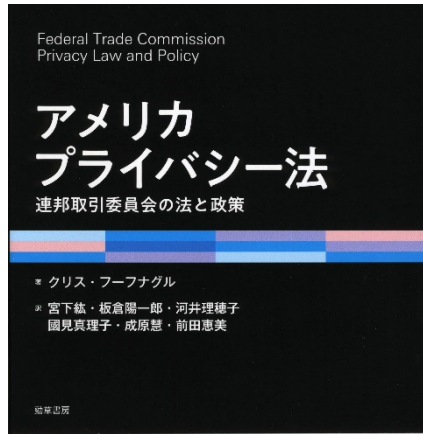 Federal Trade Commission
Privacy Law and Policy
アメリカ
プライバシー法
連邦取引委員会の法と政策
著 クリス・フーフナグル
訳 宮下紘・板倉陽一郎・河井理穂子
國見真理子・成原慧・前田恵美
勁草書房